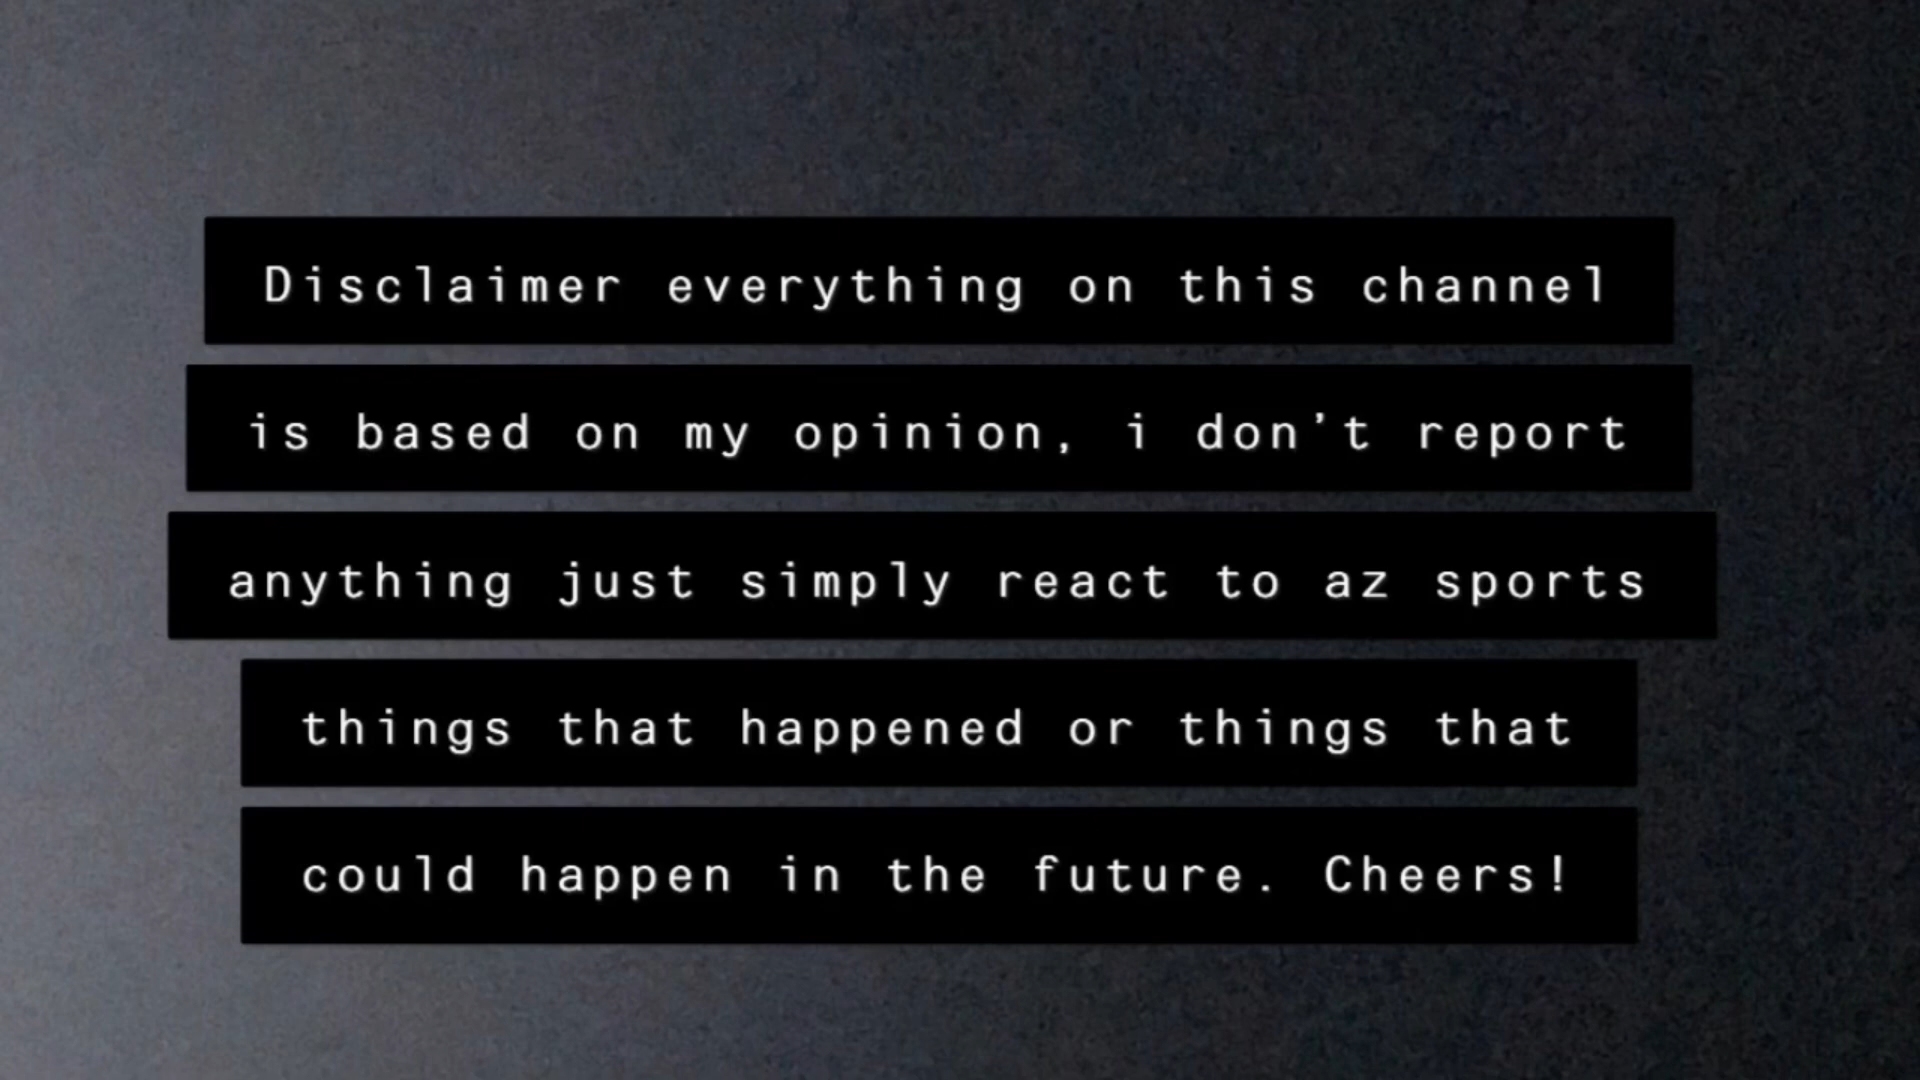 Disclaimer everything on this channel
is based on my opinion, i don't report
anything just simply react to az sports
things that happened or things that
could happen in the future. Cheers!